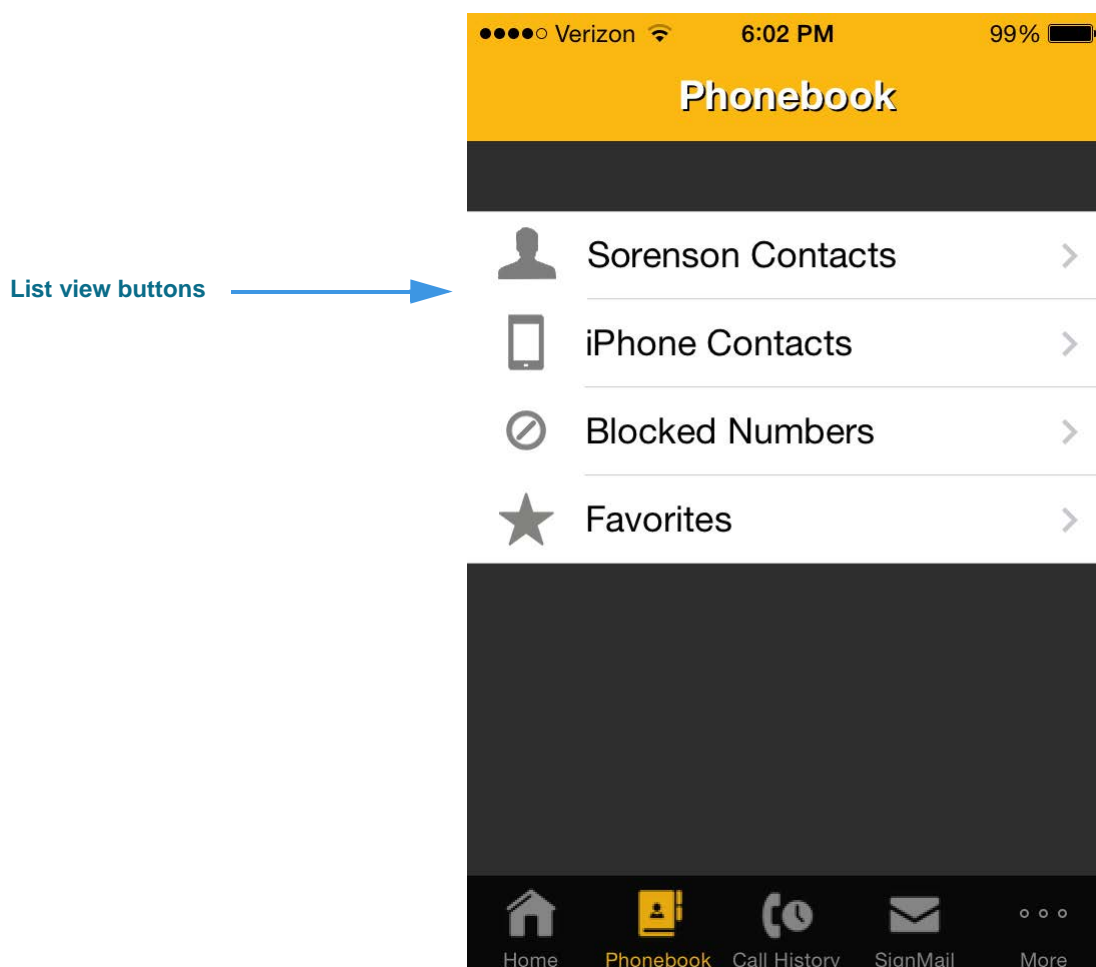 Verizon 6:02 PM 99%
Phonebook
Sorenson Contacts
List view buttons
iPhone Contacts
Blocked Numbers
Favorites
Home Phonebook Call History SignMail More